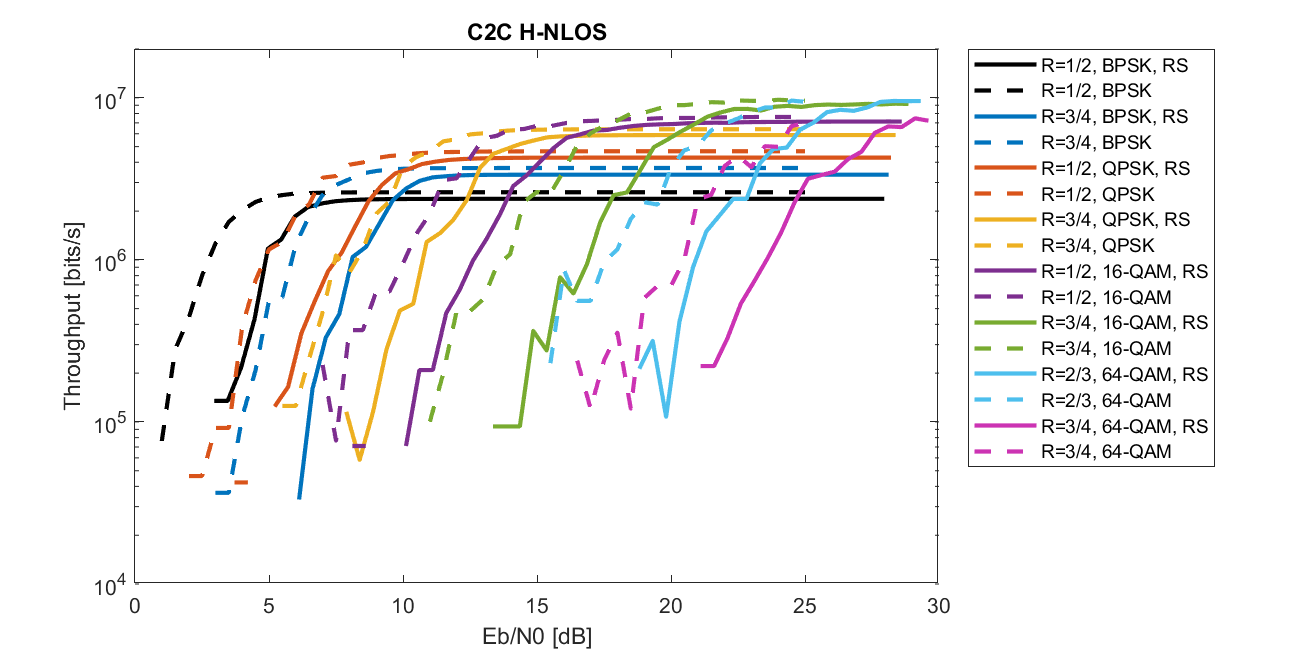 C2C H-NLOS
Throughput [bits/s]
10^7
10^6
10^5
10^4
0 5 10 15 20 25 30
Eb/N0 [dB]
R=1/2, BPSK, RS
R=1/2, BPSK
R=3/4, BPSK, RS
R=3/4, BPSK
R=1/2, QPSK, RS
R=1/2, QPSK
R=3/4, QPSK, RS
R=3/4, QPSK
R=1/2, 16-QAM, RS
R=1/2, 16-QAM
R=3/4, 16-QAM, RS
R=3/4, 16-QAM
R=2/3, 64-QAM, RS
R=2/3, 64-QAM
R=3/4, 64-QAM, RS
R=3/4, 64-QAM